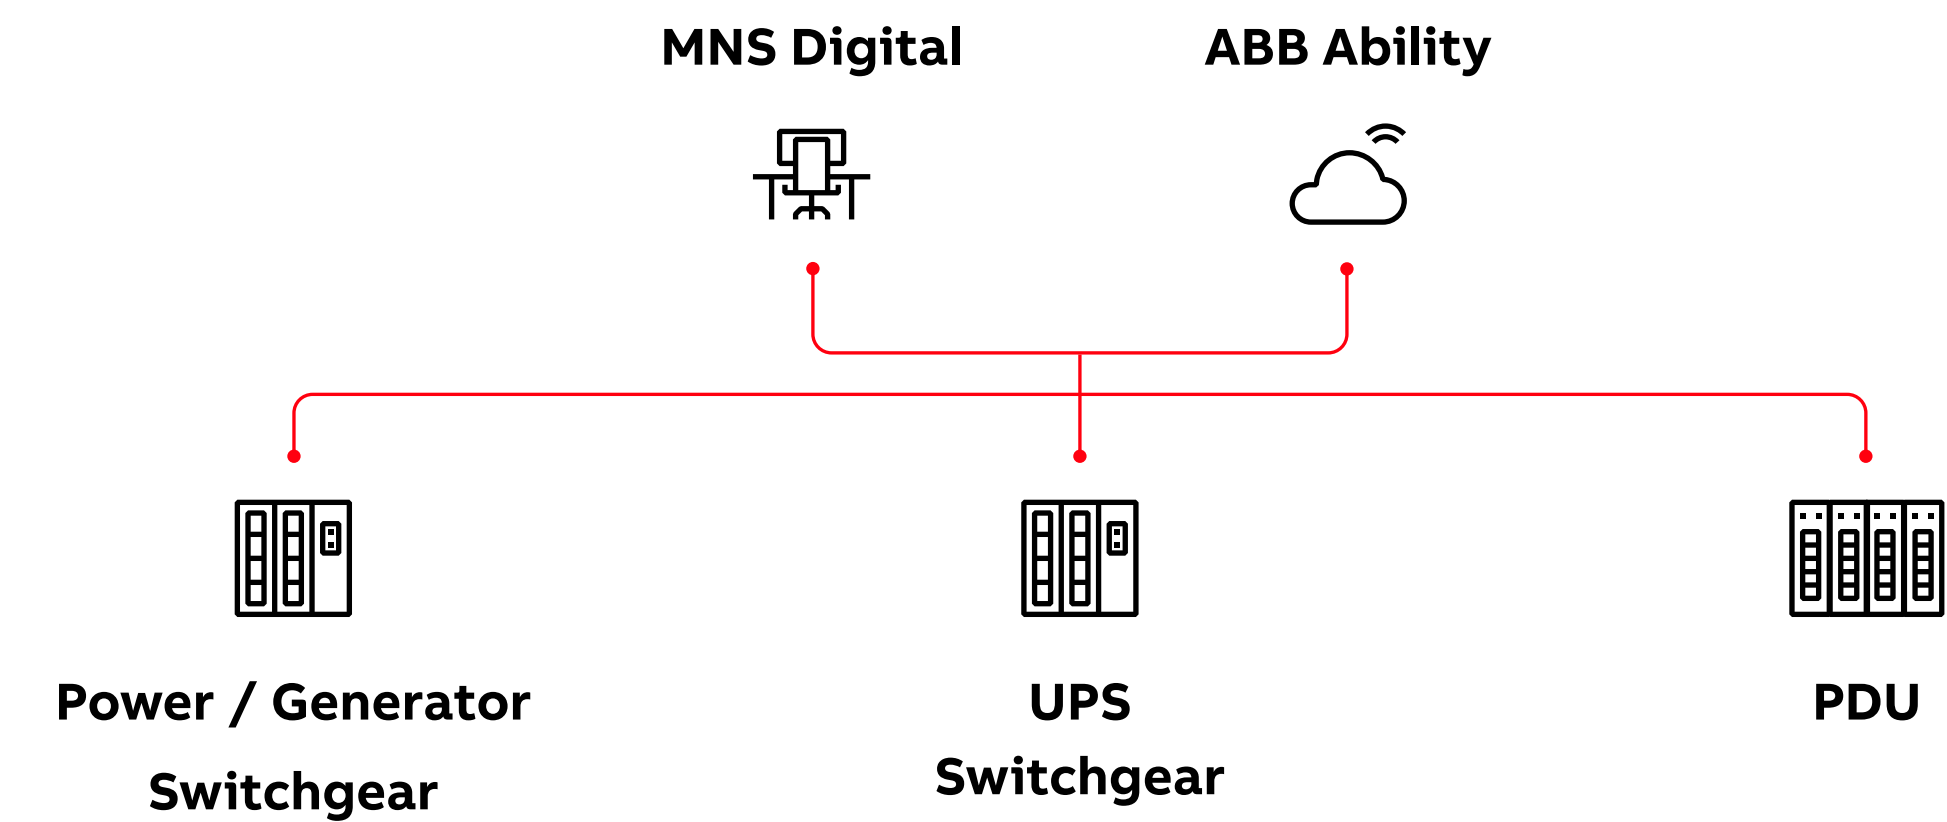 MNS Digital
ABB Ability
Power / Generator
Switchgear
UPS
Switchgear
PDU